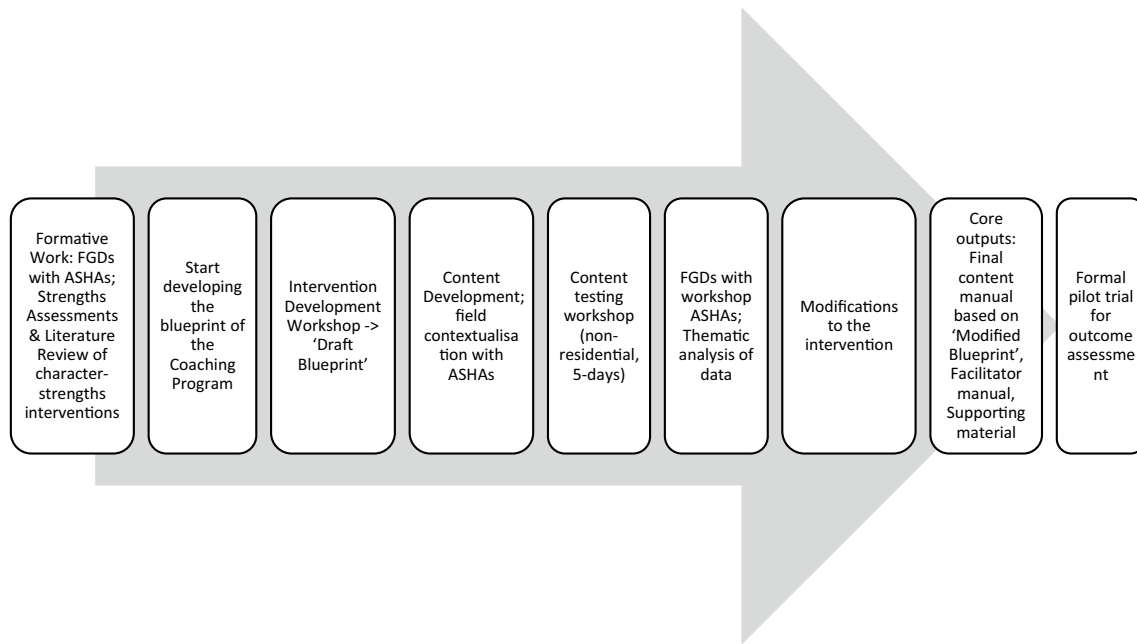 Formative
Work: FGDs
with ASHAs;
Strengths
Assessments
& Literature
Review of
character-
strengths
interventions
Start
developing
the
blueprint of
the
Coaching
Program
Intervention
Development
Workshop -> 
‘Draft
Blueprint’
Content
Development;
field
contextualisa
tion with
ASHAs
Content
testing
workshop
(non-
residential,
5-days)
FGDs with
workshop
ASHAs;
Thematic
analysis of
data
Modifications
to the
intervention
Core
outputs:
Final
content
manual
based on
‘Modified
Blueprint’,
Facilitator
manual,
Supporting
material
Formal
pilot trial
for
outcome
assessme
nt